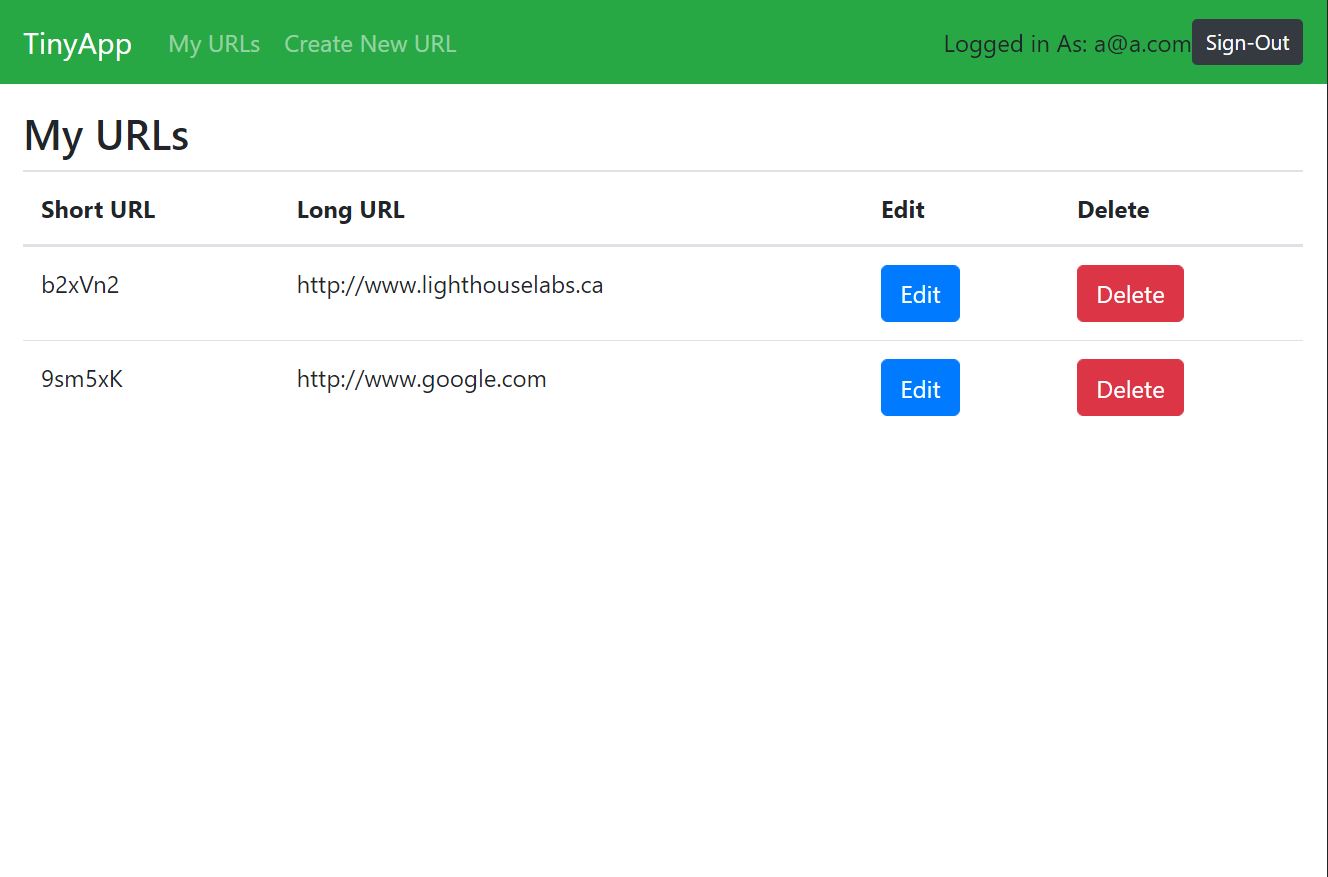 TinyApp My URLs Create New URL Logged in As: a@a.com Sign-Out
My URLs
Short URL Long URL Edit Delete
b2xVn2 http://www.lighthouselabs.ca Edit Delete
9sm5xK http://www.google.com Edit Delete